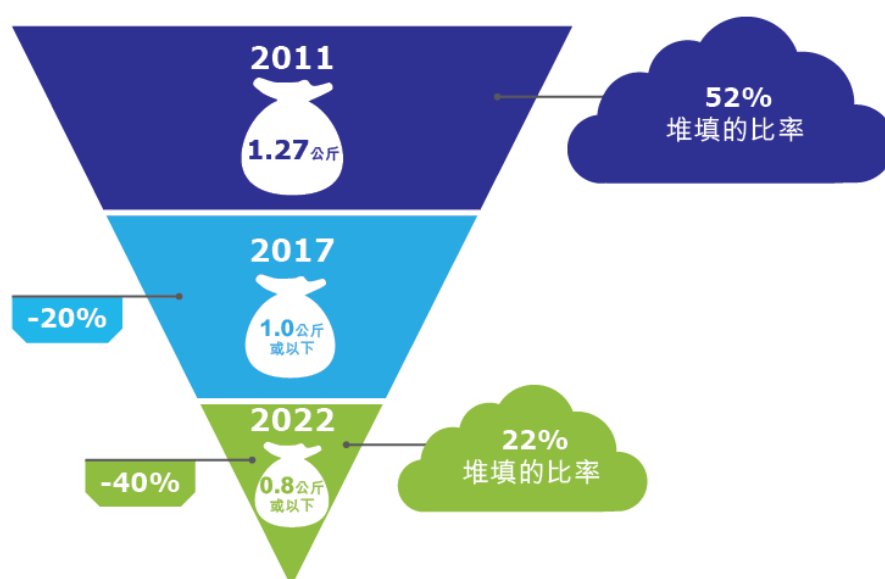 2011
1.27公斤
52%
堆填的比率
2017
1.0公斤
或以下
-20%
2022
0.8公斤
或以下
-40%
22%
堆填的比率